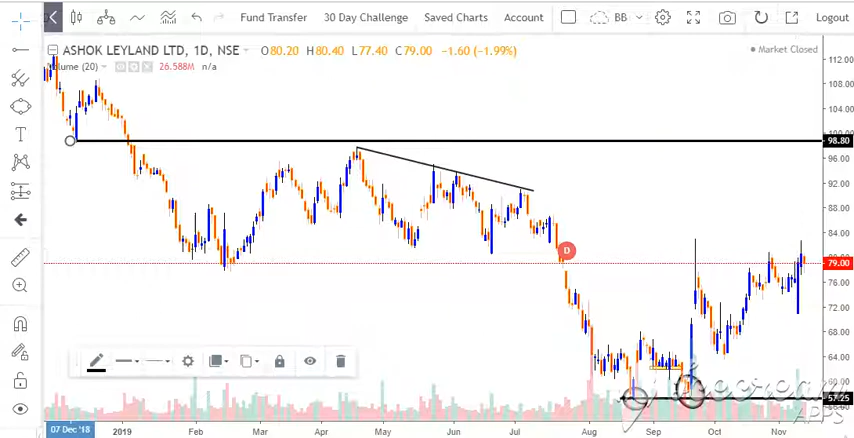 Fund Transfer 30 Day Challenge Saved Charts Account BB Logout
ASHOK LEYLAND LTD, 1D, NSE O80.20 H80.40 L77.40 C79.00 −1.60 (−1.99%)
Market Closed
Volume (20) 26.588M n/a
112.00
108.00
104.00
98.80
96.00
92.00
88.00
84.00
D
79.00
76.00
72.00
68.00
64.00
57.25
07 Dec '18 2019 Feb Mar Apr May Jun Jul Aug Sep Oct Nov